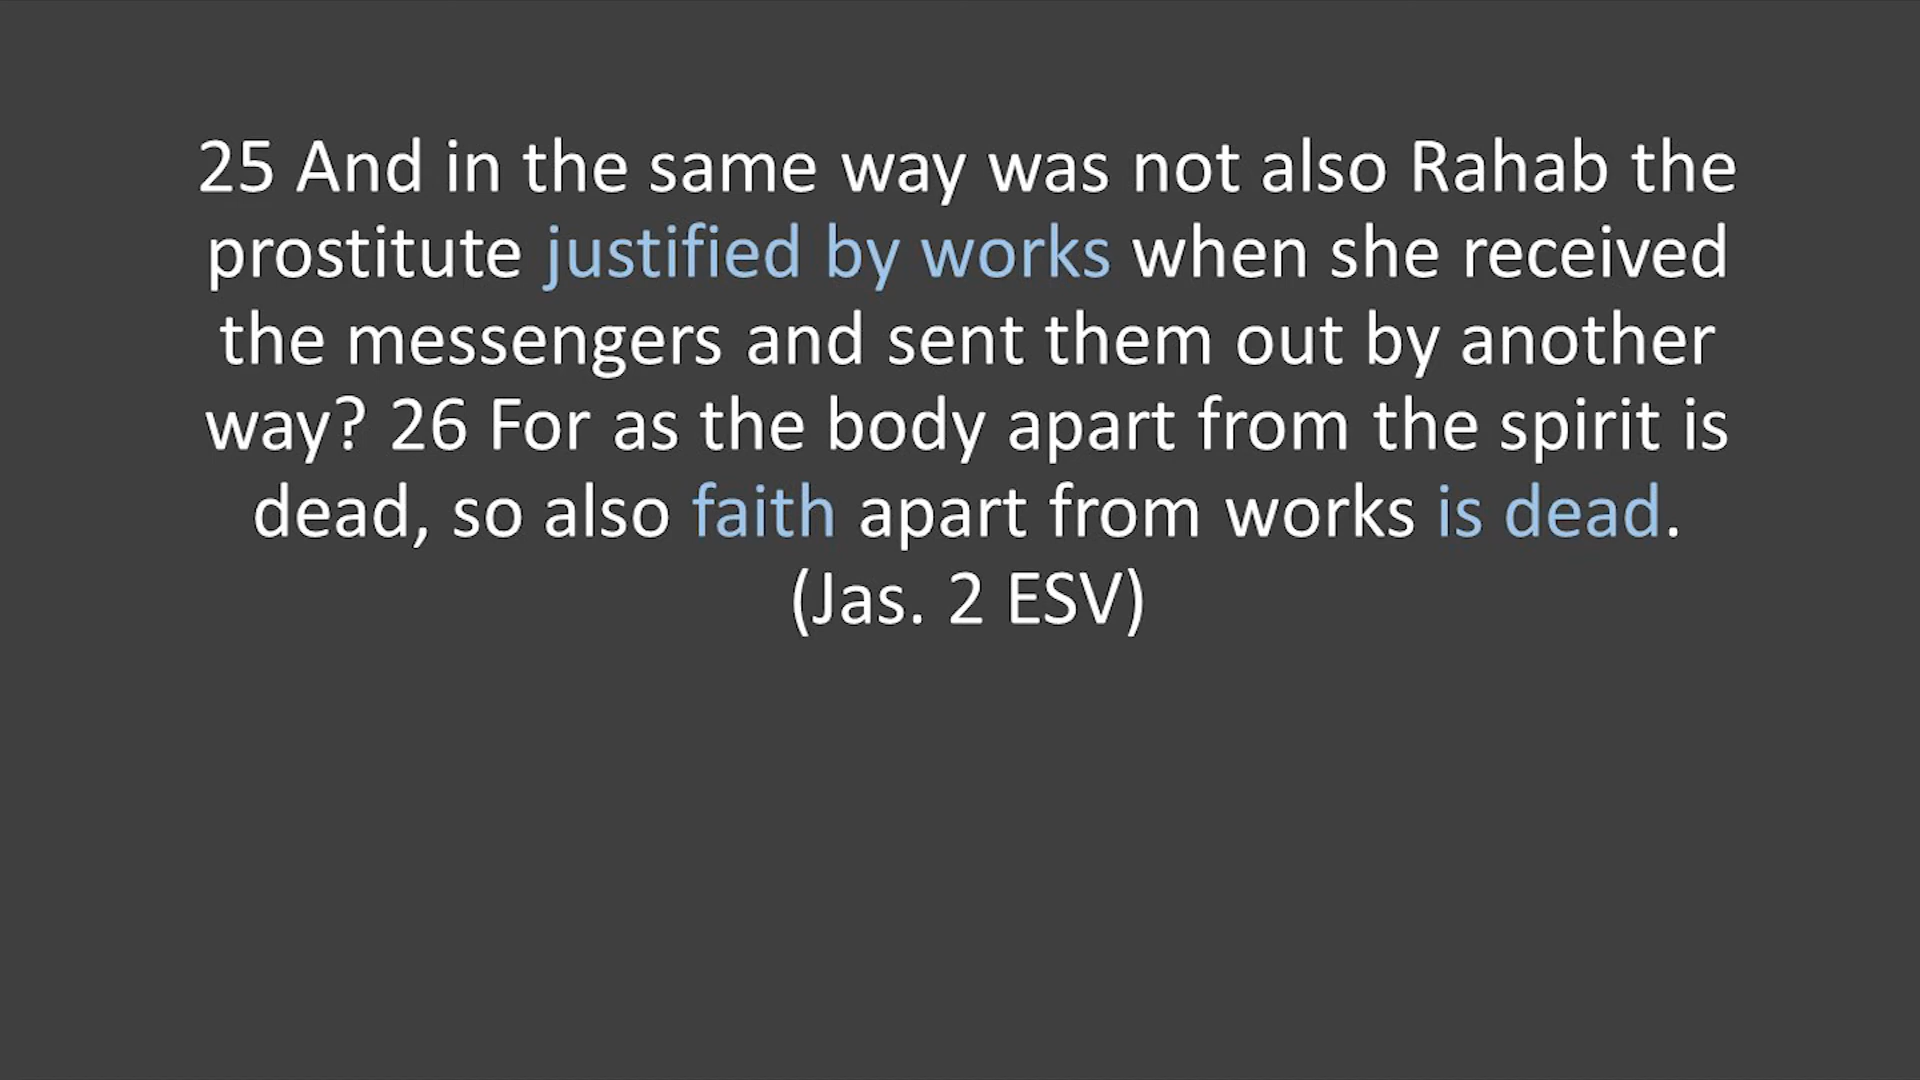 25 And in the same way was not also Rahab the
prostitute justified by works when she received
the messengers and sent them out by another
way? 26 For as the body apart from the spirit is
dead, so also faith apart from works is dead.
(Jas. 2 ESV)